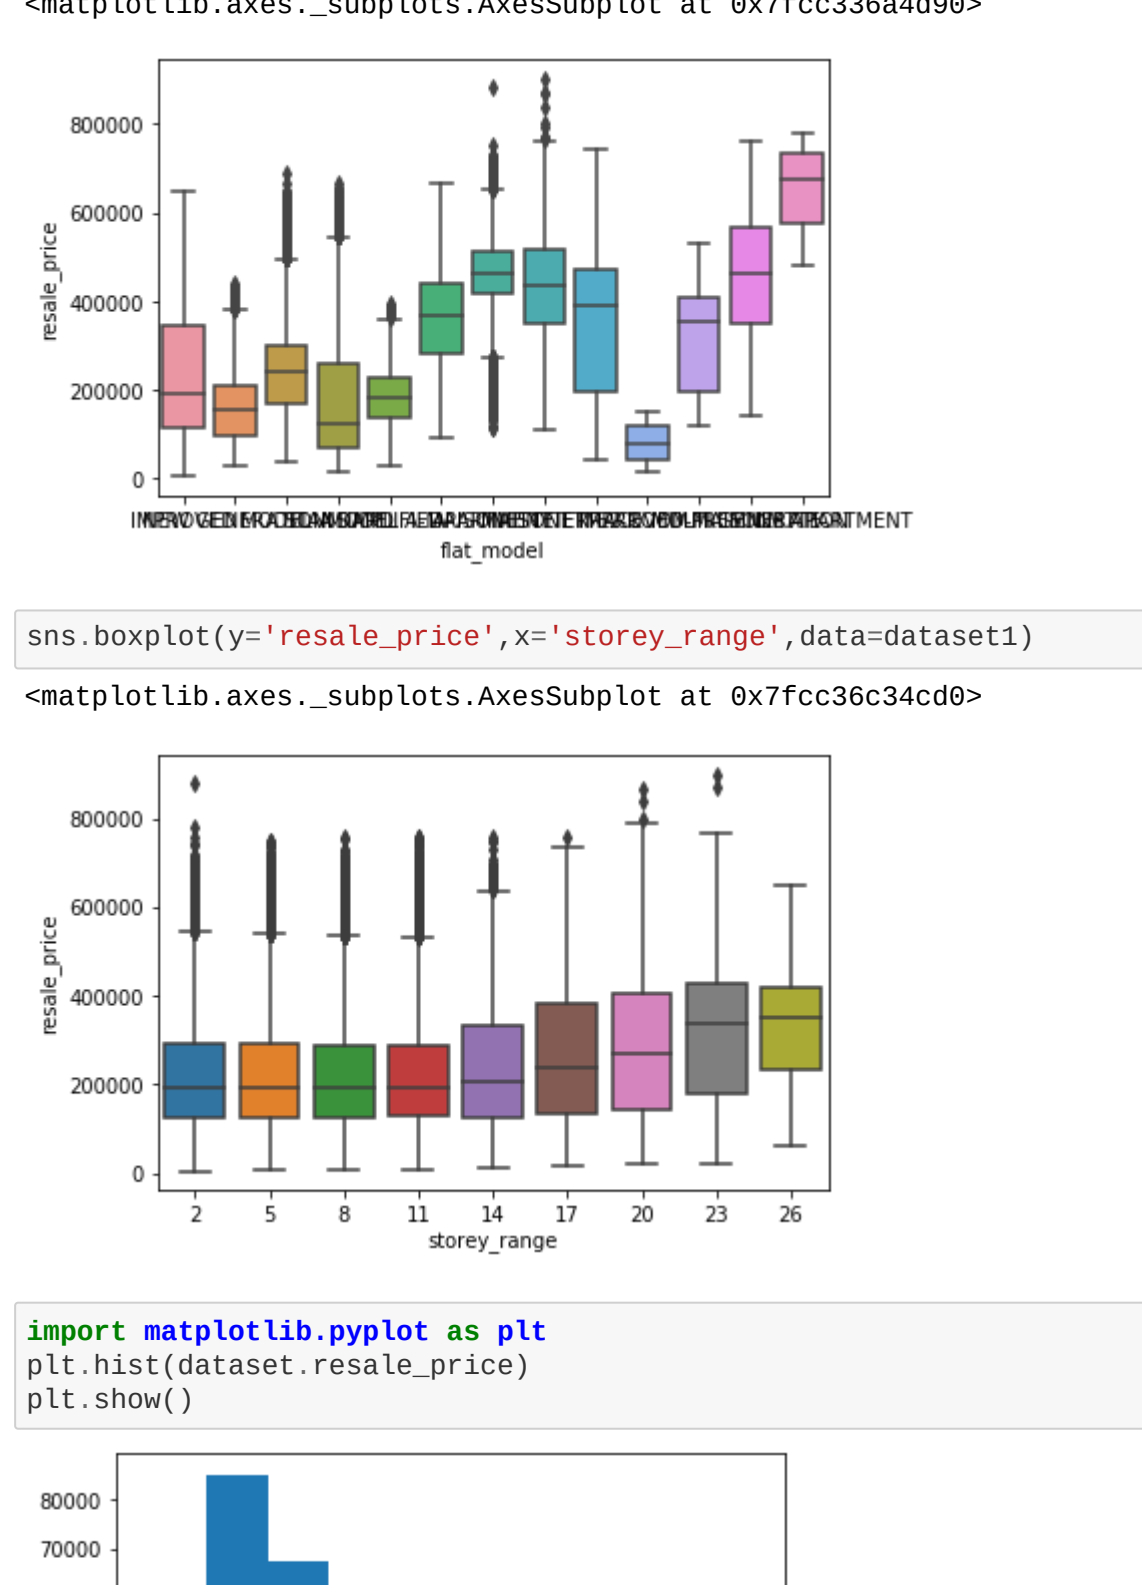 <matplotlib.axes._subplots.AxesSubplot at 0x7fcc336a4d90>
800000
600000
400000
200000
0
resale_price
flat_model
sns.boxplot(y='resale_price',x='storey_range',data=dataset1)
<matplotlib.axes._subplots.AxesSubplot at 0x7fcc36c34cd0>
800000
600000
400000
200000
0
resale_price
2 5 8 11 14 17 20 23 26
storey_range
import matplotlib.pyplot as plt
plt.hist(dataset.resale_price)
plt.show()
80000
70000